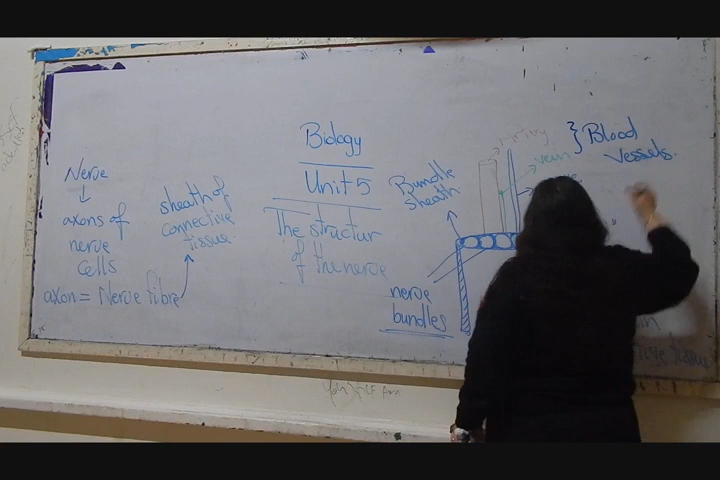 Biology
Unit 5
The structur
of the nerve
Nerve
axons of
nerve
cells
axon = Nerve fibre
sheath of
connective
tissue
Bundle
sheath
nerve
bundles
vein
} Blood
Vessels.
tissue